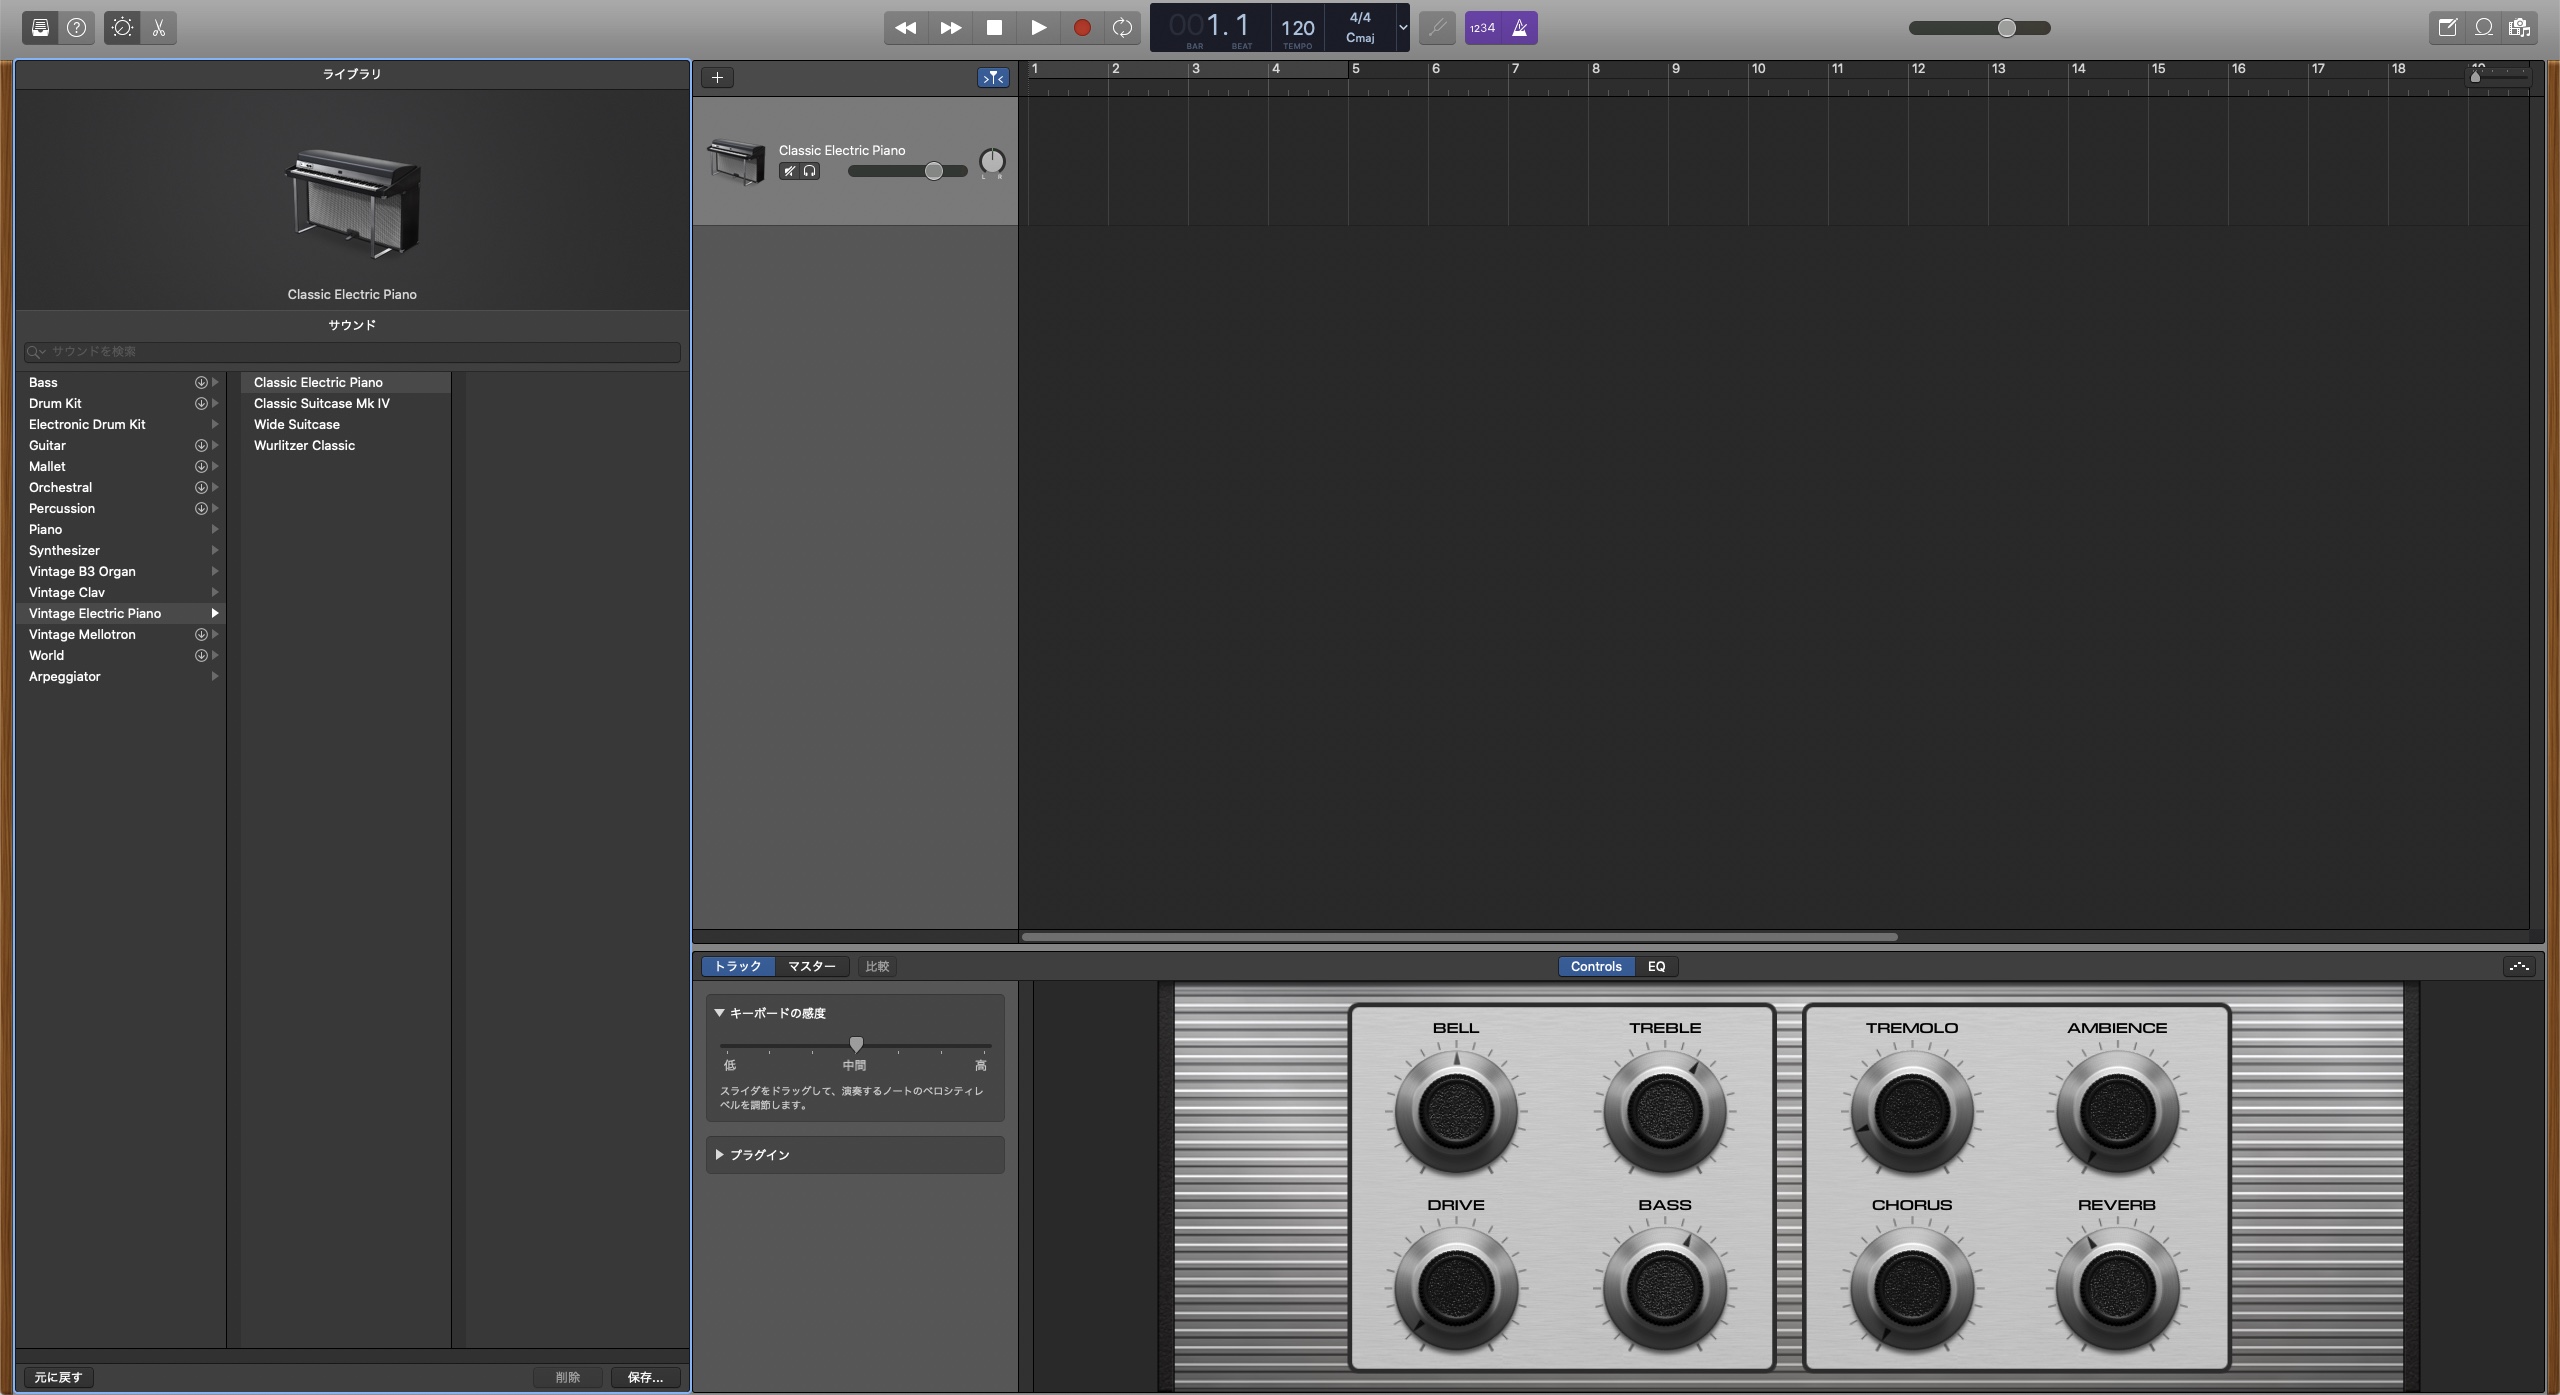 001.1
BAR BEAT
120
TEMPO
4/4
Cmaj
1234
ライブラリ
Classic Electric Piano
サウンド
サウンドを検索
Bass
Drum Kit
Electronic Drum Kit
Guitar
Mallet
Orchestral
Percussion
Piano
Synthesizer
Vintage B3 Organ
Vintage Clav
Vintage Electric Piano
Vintage Mellotron
World
Arpeggiator
Classic Electric Piano
Classic Suitcase Mk IV
Wide Suitcase
Wurlitzer Classic
元に戻す 削除 保存...
1 2 3 4 5 6 7 8 9 10 11 12 13 14 15 16 17 18
Classic Electric Piano
L R
トラック マスター 比較 Controls EQ
キーボードの感度
低 中間 高
スライダをドラッグして、演奏するノートのベロシティレ
ベルを調節します。
プラグイン
BELL TREBLE TREMOLO AMBIENCE
DRIVE BASS CHORUS REVERB